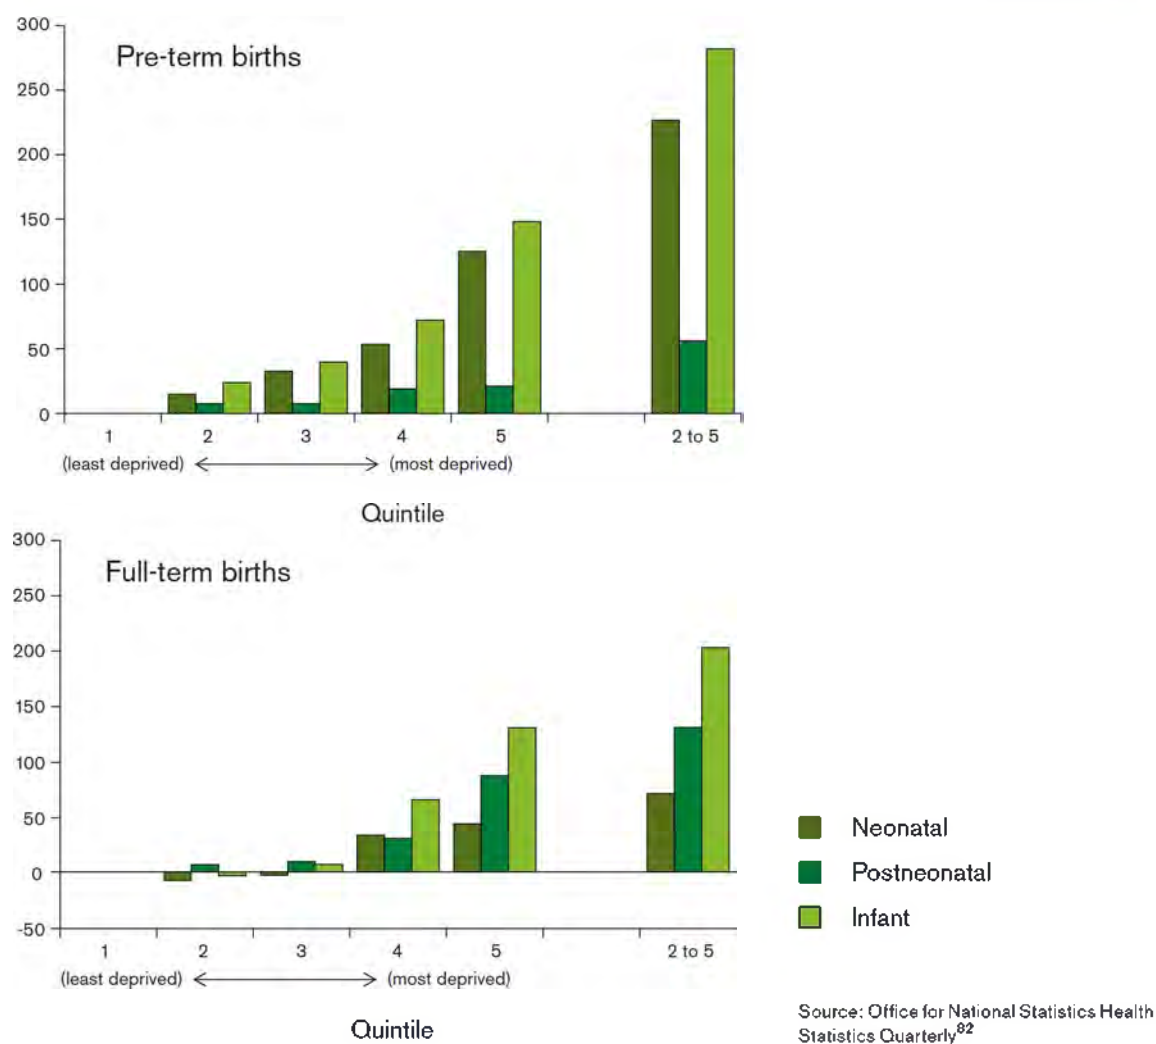 300
Pre-term births
250
200
150
100
50
0
1 2 3 4 5 2 to 5
(least deprived) (most deprived)
Quintile
300
Full-term births
250
200
150
100
50
0
-50
1 2 3 4 5 2 to 5
(least deprived) (most deprived)
Quintile
Neonatal
Postneonatal
Infant
Source: Office for National Statistics Health
Statistics Quarterly82